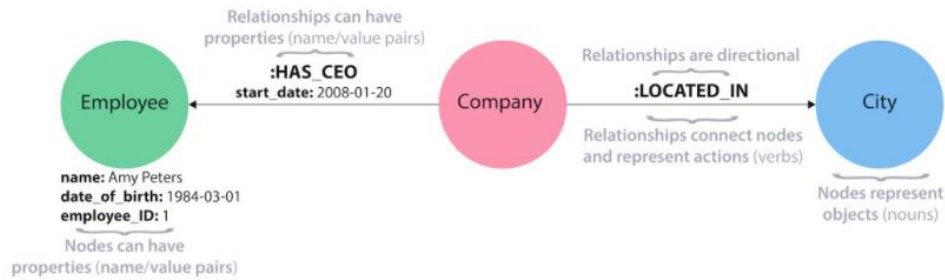 Relationships can have
properties (name/value pairs)
:HAS_CEO
start_date: 2008-01-20
Employee
Company
Relationships are directional
:LOCATED_IN
Relationships connect nodes
and represent actions (verbs)
City
name: Amy Peters
date_of_birth: 1984-03-01
employee_ID: 1
Nodes can have
properties (name/value pairs)
Nodes represent
objects (nouns)